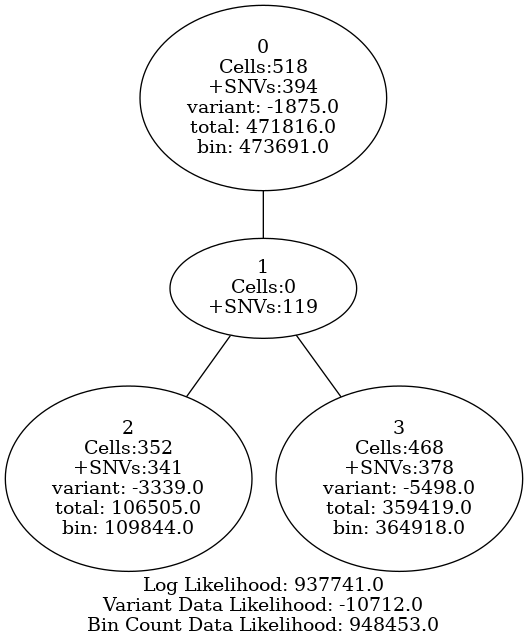 0
Cells:518
+SNVs:394
variant: -1875.0
total: 471816.0
bin: 473691.0
1
Cells:0
+SNVs:119
2
Cells:352
+SNVs:341
variant: -3339.0
total: 106505.0
bin: 109844.0
3
Cells:468
+SNVs:378
variant: -5498.0
total: 359419.0
bin: 364918.0
Log Likelihood: 937741.0
Variant Data Likelihood: -10712.0
Bin Count Data Likelihood: 948453.0